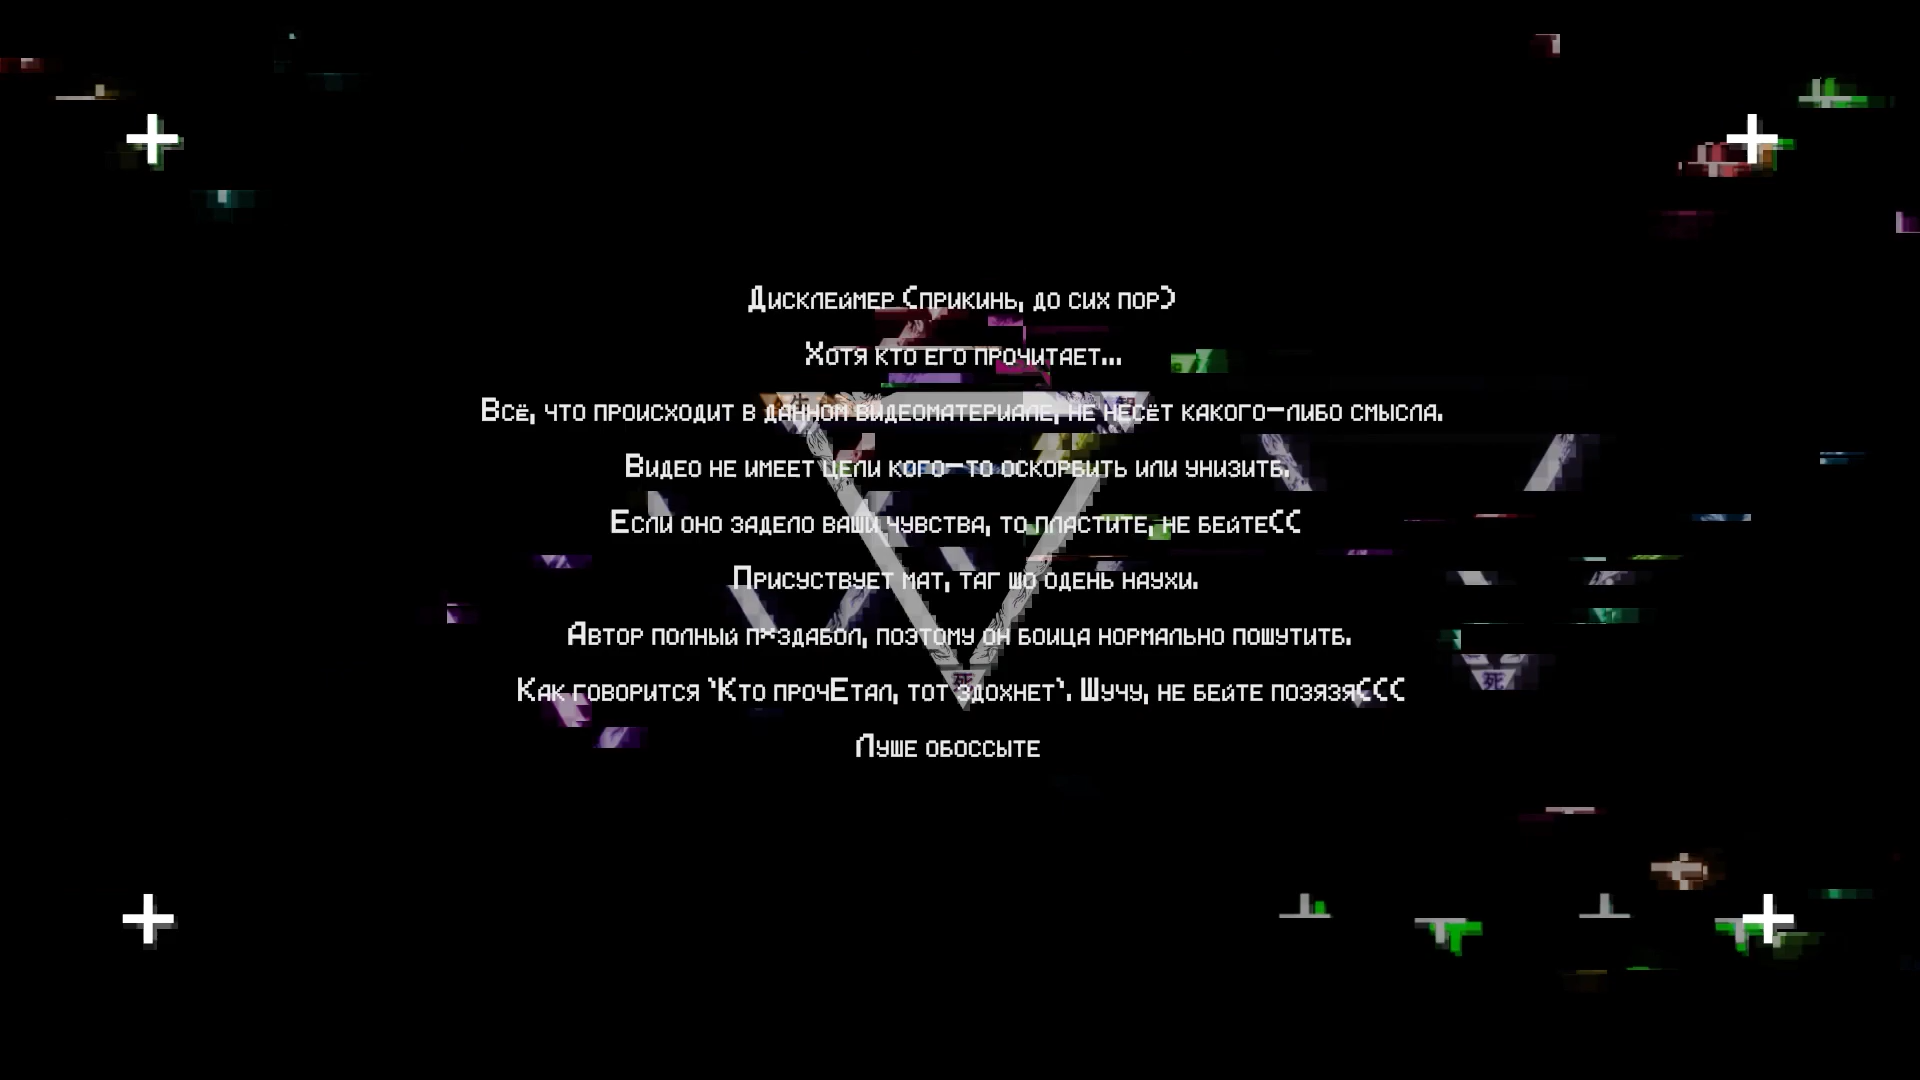 Дисклеймер (прикинь, до сих пор)
Хотя кто его прочитает...
Всё, что происходит в данном видеоматериале, не несёт какого-либо смысла.
Видео не имеет цели кого-то оскорбить или унизить.
Если оно задело ваши чувства, то пластите, не бейте((
Присуствует мат, таг шо одень наухи.
Автор полный п*здабол, поэтому он боица нормально пошутить.
Как говорится `Кто прочЕтал, тот здохнет`. Шучу, не бейте позязя(((
死
死
Луше обоссыте